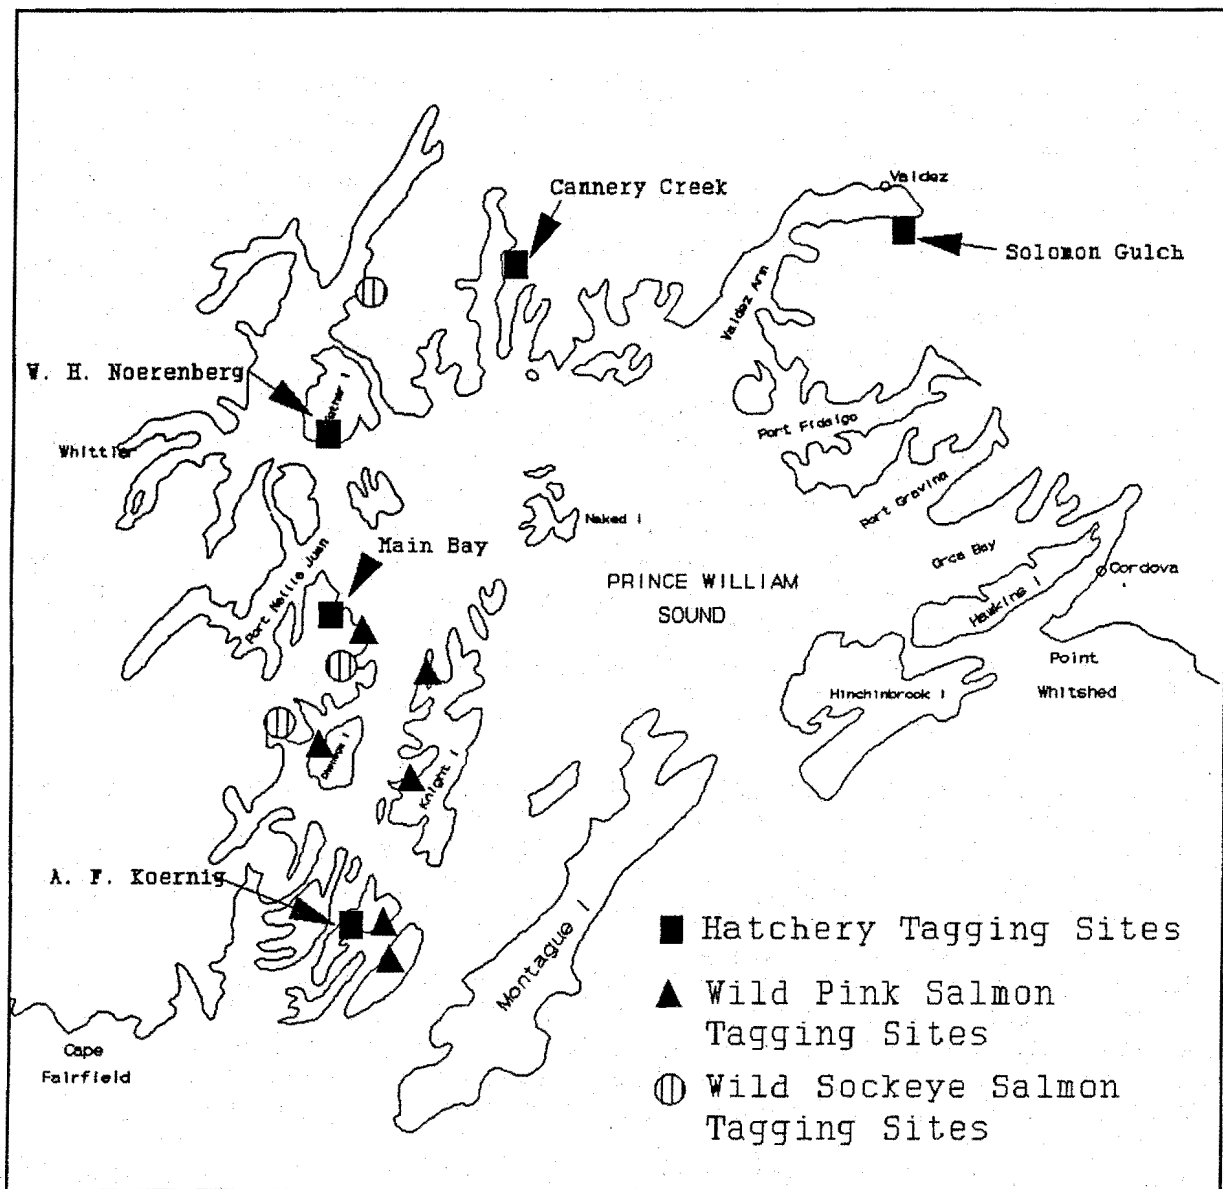 Cannery Creek
Valdez
Solomon Gulch
Valdez Arm
W. H. Noerenberg
Esther I
Whittier
Port Fidalgo
Port Gravina
Naked I
Orca Bay
Main Bay
Port Nellie Juan
PRINCE WILLIAM
SOUND
Cordova
Hawkins I
Point
Whitshed
Hinchinbrook I
Knight I
A. F. Koernig
Montague I
Hatchery Tagging Sites
Wild Pink Salmon
Tagging Sites
Wild Sockeye Salmon
Tagging Sites
Cape
Fairfield